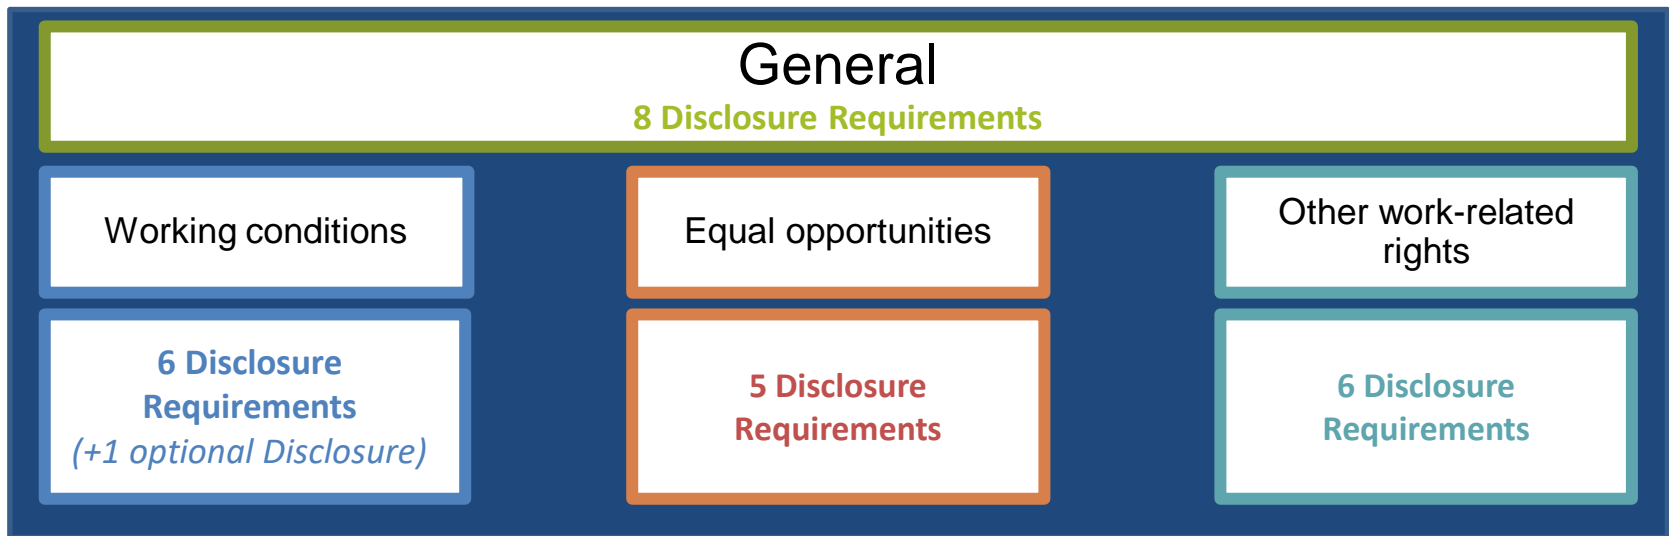 General
8 Disclosure Requirements
Working conditions
Equal opportunities
Other work-related
rights
6 Disclosure
Requirements
(+1 optional Disclosure)
5 Disclosure
Requirements
6 Disclosure
Requirements